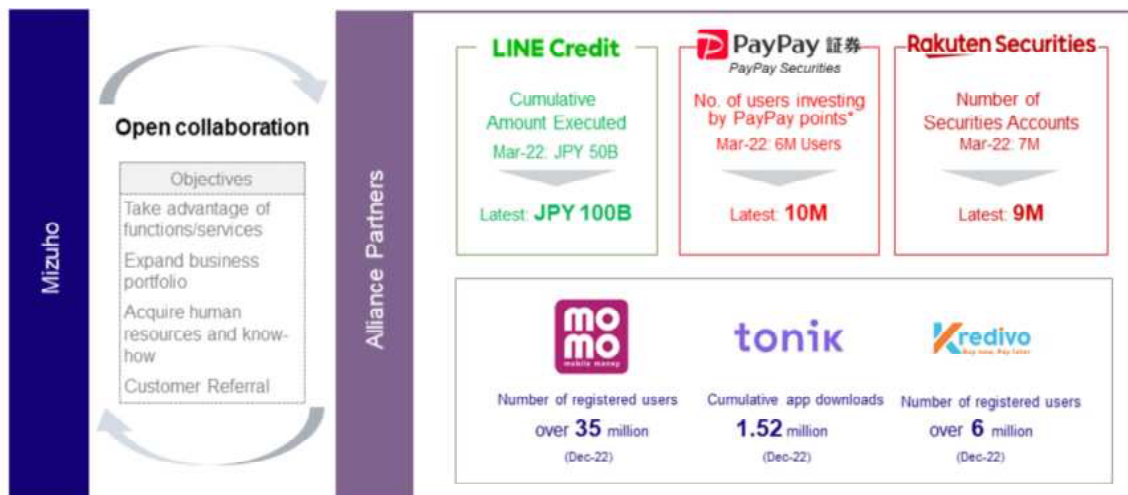 Mizuho
Open collaboration
Objectives
Take advantage of
functions/services
Expand business
portfolio
Acquire human
resources and know-
how
Customer Referral
Alliance Partners
LINE Credit
Cumulative
Amount Executed
Mar-22: JPY 50B
Latest: JPY 100B
PayPay 証券
PayPay Securities
No. of users investing
by PayPay points*
Mar-22: 6M Users
Latest: 10M
Rakuten Securities
Number of
Securities Accounts
Mar-22: 7M
Latest: 9M
mo
mo
mobile money
Number of registered users
over 35 million
(Dec-22)
tonik
Cumulative app downloads
1.52 million
(Dec-22)
Kredivo
Buy now. Pay later
Number of registered users
over 6 million
(Dec-22)